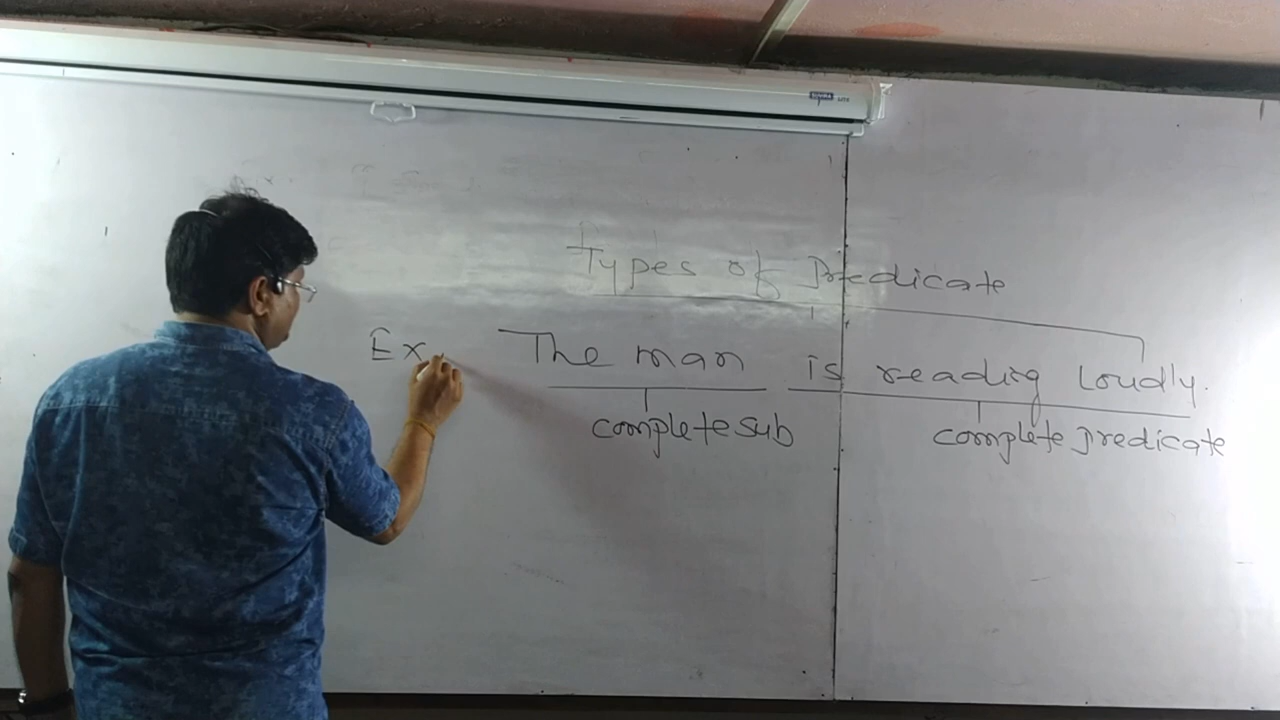 Types of Predicate
Ex The man is reading loudly.
complete sub complete predicate